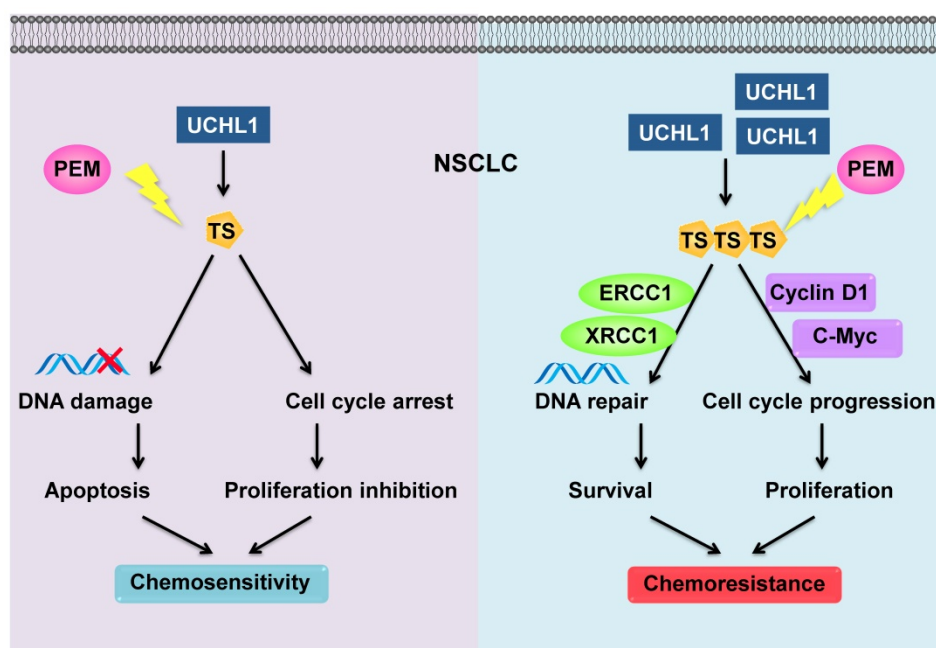 UCHL1
PEM
TS
DNA damage
Cell cycle arrest
Apoptosis
Proliferation inhibition
Chemosensitivity
NSCLC
UCHL1
UCHL1
UCHL1
PEM
TS TS TS
ERCC1
XRCC1
Cyclin D1
C-Myc
DNA repair
Cell cycle progression
Survival
Proliferation
Chemoresistance